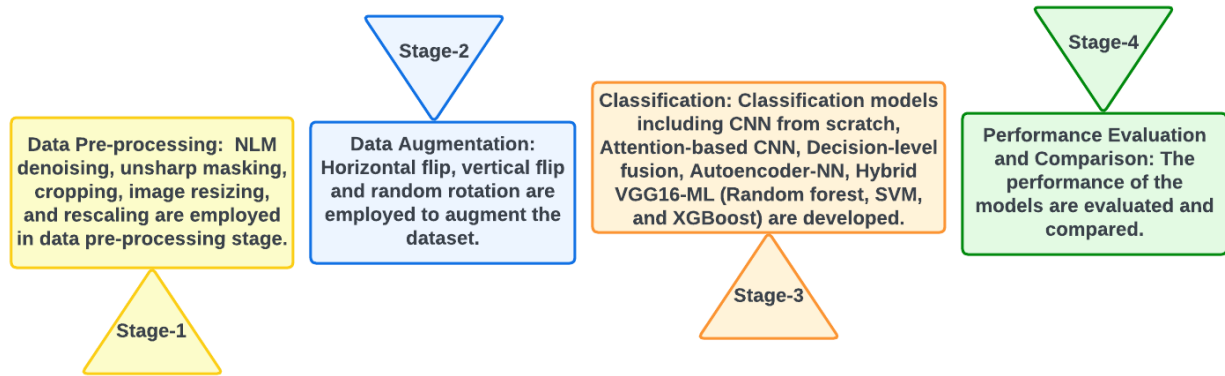 Stage-1
Data Pre-processing:  NLM
denoising, unsharp masking,
cropping, image resizing,
and rescaling are employed
in data pre-processing stage.
Stage-2
Data Augmentation:
Horizontal flip, vertical flip
and random rotation are
employed to augment the
dataset.
Stage-3
Classification: Classification models
including CNN from scratch,
Attention-based CNN, Decision-level
fusion, Autoencoder-NN, Hybrid
VGG16-ML (Random forest, SVM,
and XGBoost) are developed.
Stage-4
Performance Evaluation
and Comparison: The
performance of the
models are evaluated and
compared.